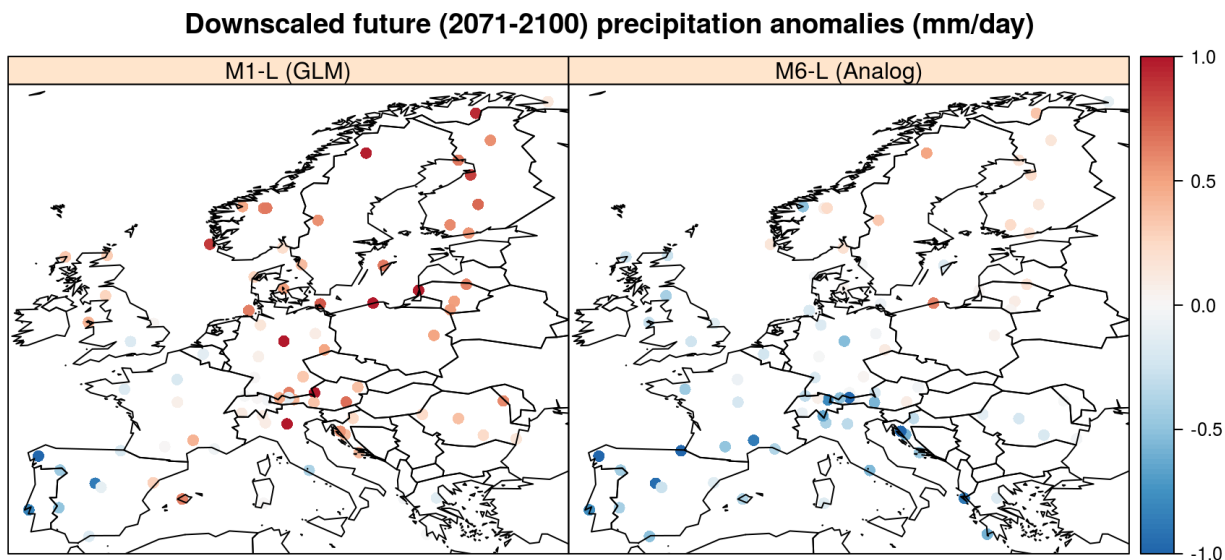 Downscaled future (2071-2100) precipitation anomalies (mm/day)
M1-L (GLM)
M6-L (Analog)
1.0
0.5
0.0
-0.5
-1.0